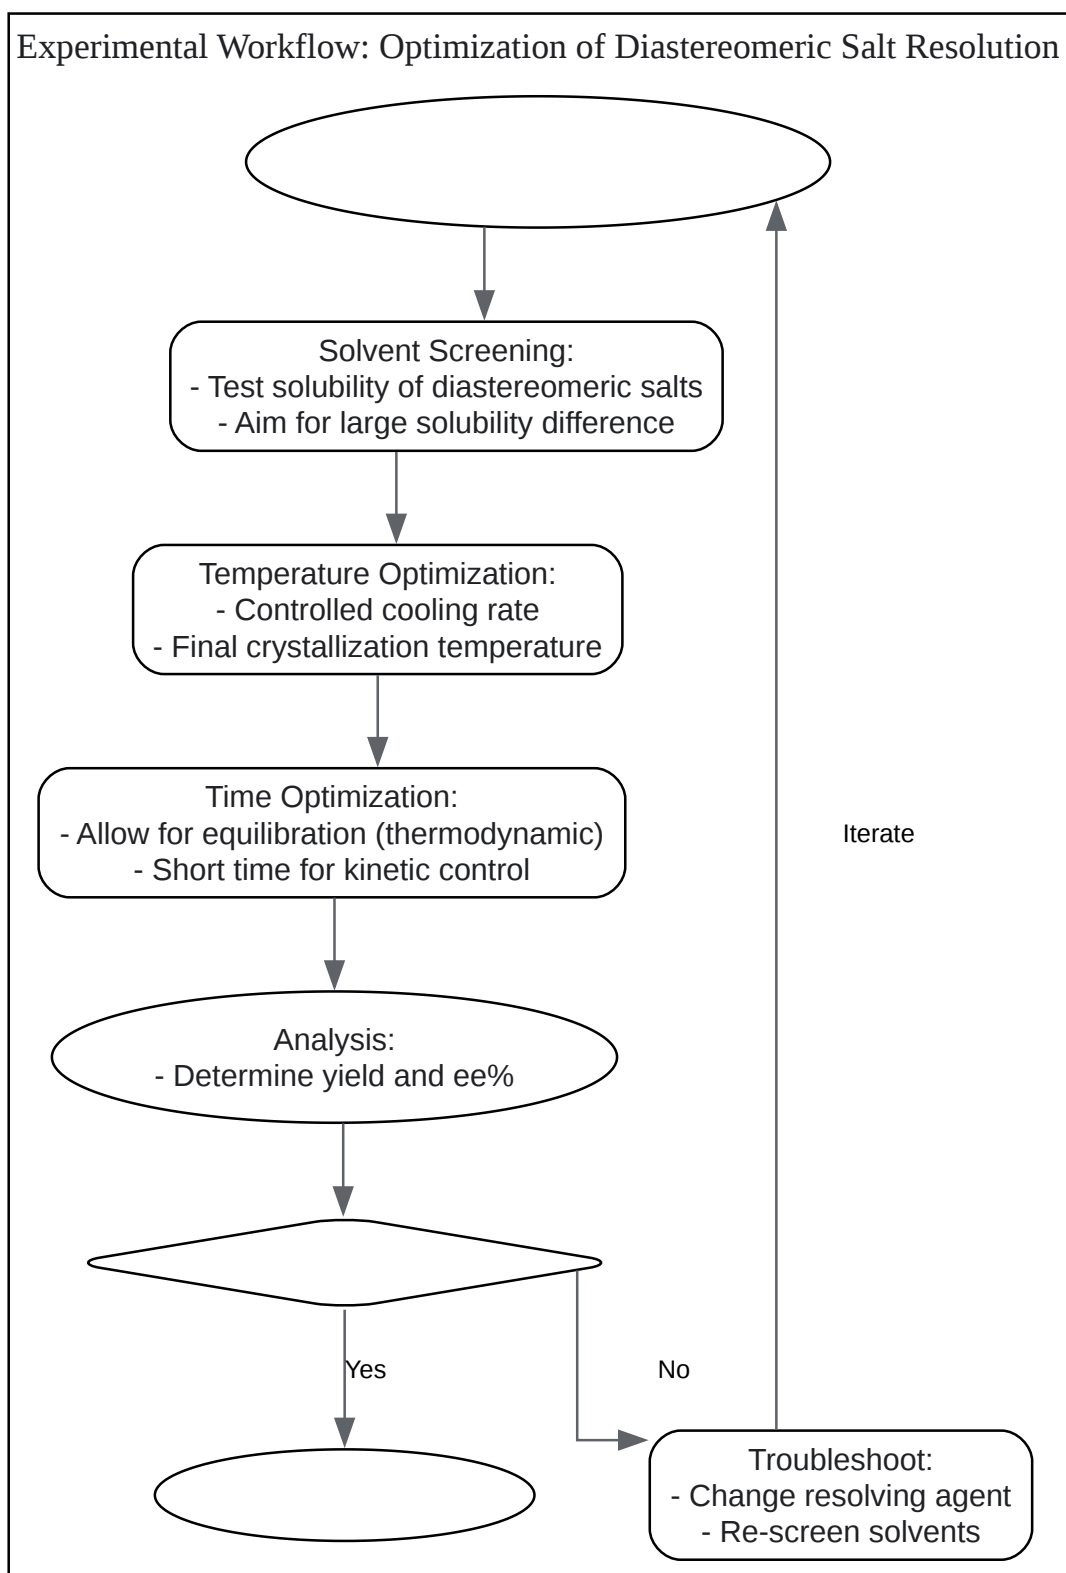 Experimental Workflow: Optimization of Diastereomeric Salt Resolution
Solvent Screening:
- Test solubility of diastereomeric salts
- Aim for large solubility difference
Temperature Optimization:
- Controlled cooling rate
- Final crystallization temperature
Time Optimization:
- Allow for equilibration (thermodynamic)
- Short time for kinetic control
Iterate
Analysis:
- Determine yield and ee%
Yes
No
Troubleshoot:
- Change resolving agent
- Re-screen solvents